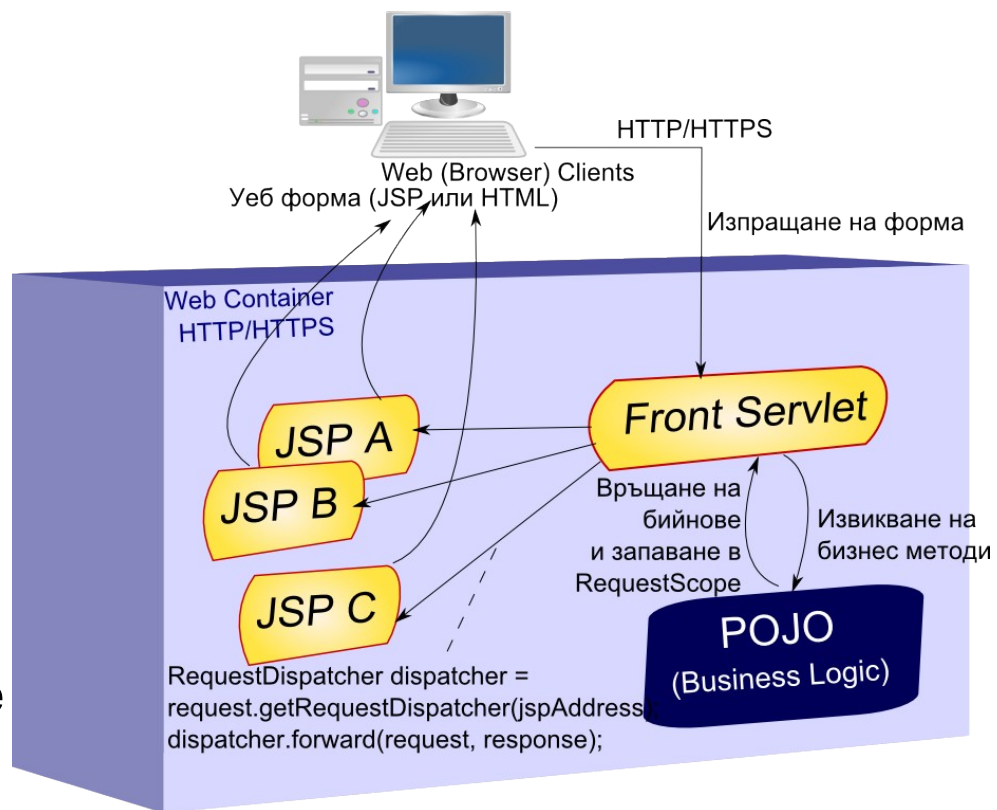 HTTP/HTTPS
Web (Browser) Clients
Уеб форма (JSP или HTML)
Изпращане на форма
Web Container
HTTP/HTTPS
Front Servlet
JSP A
JSP B
JSP C
Връщане на
бийнове
и запаване в
RequestScope
Извикване на
бизнес методи
POJO
(Business Logic)
RequestDispatcher dispatcher =
request.getRequestDispatcher(jspAddress);
dispatcher.forward(request, response);
е